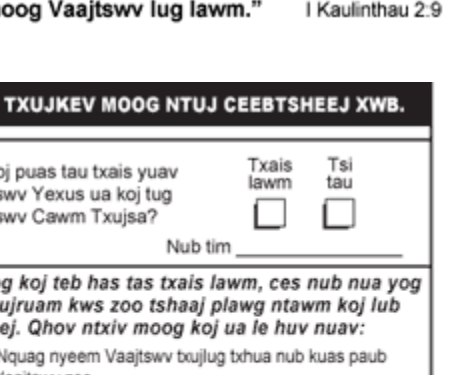 moog Vaajtswv lug lawm.” I Kaulinthau 2:9
TXUJKEV MOOG NTUJ CEEBTSHEEJ XWB.
oj puas tau txais yuav
swv Yexus ua koj tug
swv Cawm Txujsa?
Txais lawm
Tsi tau
Nub tim
g koj teb has tas txais lawm, ces nub nua yog
ujruam kws zoo tshaaj plawg ntawm koj lub
ej. Qhov ntxiv moog koj ua le huv nuav:
Nquag nyeem Vaajtswv txujlug txhua nub kuas paub